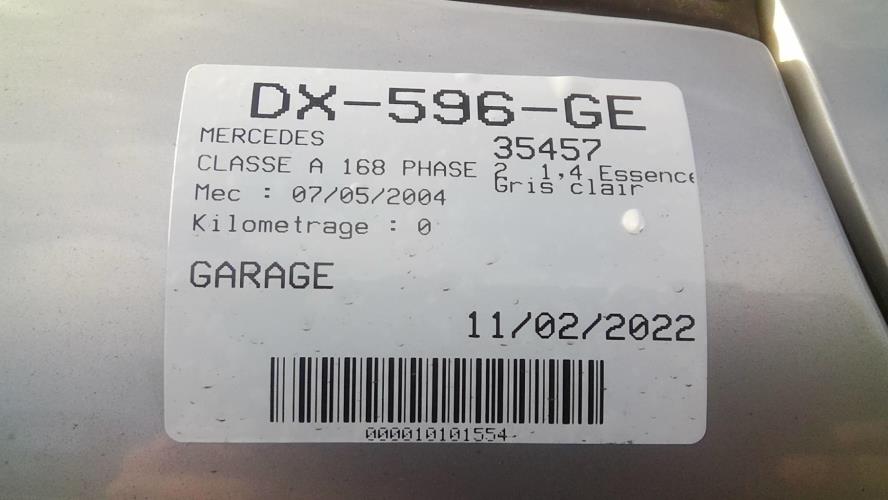 DX-596-GE
MERCEDES 35457
CLASSE A 168 PHASE 2 1,4 Essence
Gris clair
Mec : 07/05/2004
Kilometrage : 0
GARAGE
11/02/2022
000010101554